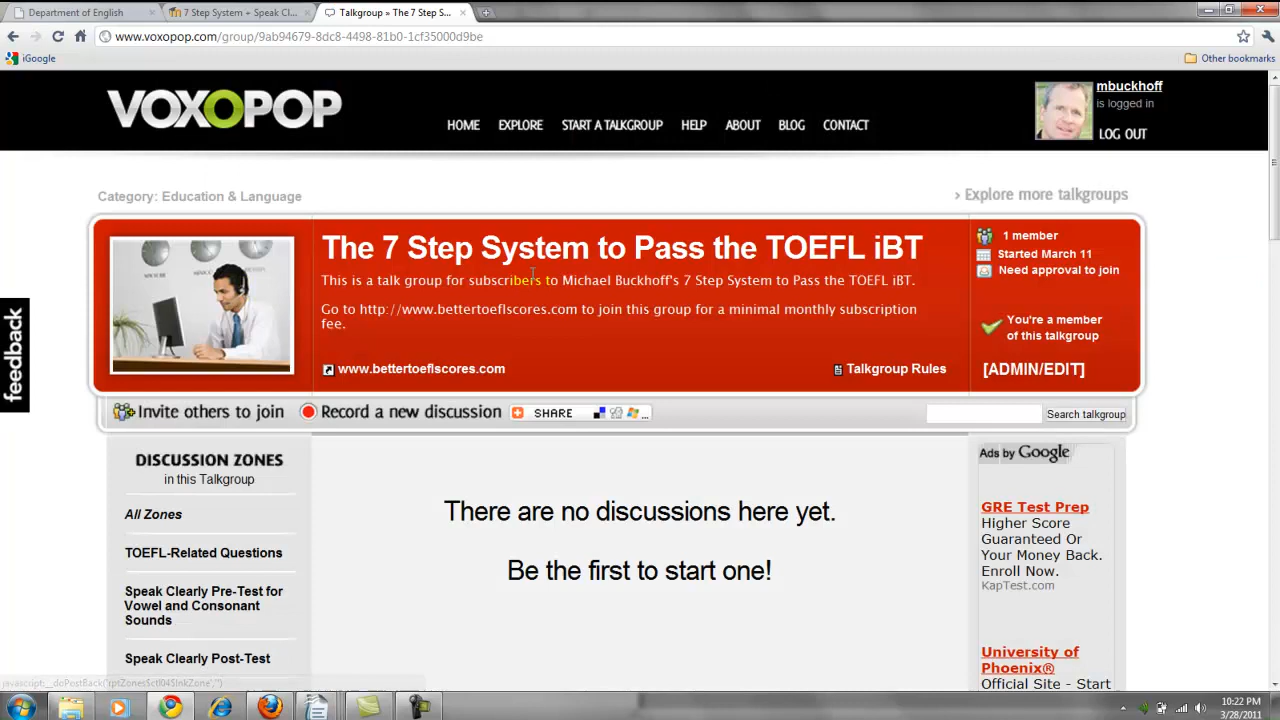 Department of English
7 Step System + Speak Cl...
Talkgroup » The 7 Step S...
www.voxopop.com/group/9ab94679-8dc8-4498-81b0-1cf35000d9be
iGoogle
Other bookmarks
VOXOPOP
HOME EXPLORE START A TALKGROUP HELP ABOUT BLOG CONTACT
mbuckhoff
is logged in
LOG OUT
Category: Education & Language
› Explore more talkgroups
The 7 Step System to Pass the TOEFL iBT
This is a talk group for subscribers to Michael Buckhoff's 7 Step System to Pass the TOEFL iBT.
Go to http://www.bettertoeflscores.com to join this group for a minimal monthly subscription
fee.
www.bettertoeflscores.com
Talkgroup Rules
1 member
Started March 11
Need approval to join
You're a member
of this talkgroup
[ADMIN/EDIT]
feedback
Invite others to join
Record a new discussion
SHARE
...
Search talkgroup
DISCUSSION ZONES
in this Talkgroup
All Zones
TOEFL-Related Questions
Speak Clearly Pre-Test for
Vowel and Consonant
Sounds
Speak Clearly Post-Test
There are no discussions here yet.
Be the first to start one!
Ads by Google
GRE Test Prep
Higher Score
Guaranteed Or
Your Money Back.
Enroll Now.
KapTest.com
University of
Phoenix®
Official Site - Start
javascript:__doPostBack('rptZones$ctl04$lnkZone','')
10:22 PM
3/28/2011